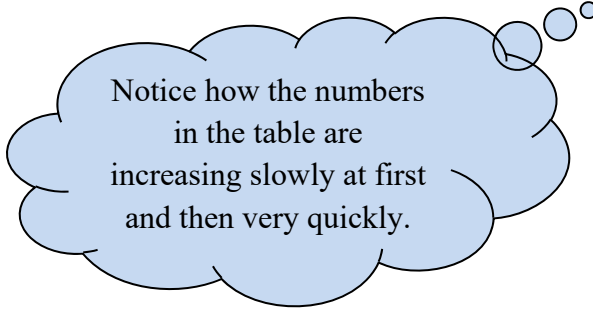 Notice how the numbers
in the table are
increasing slowly at first
and then very quickly.